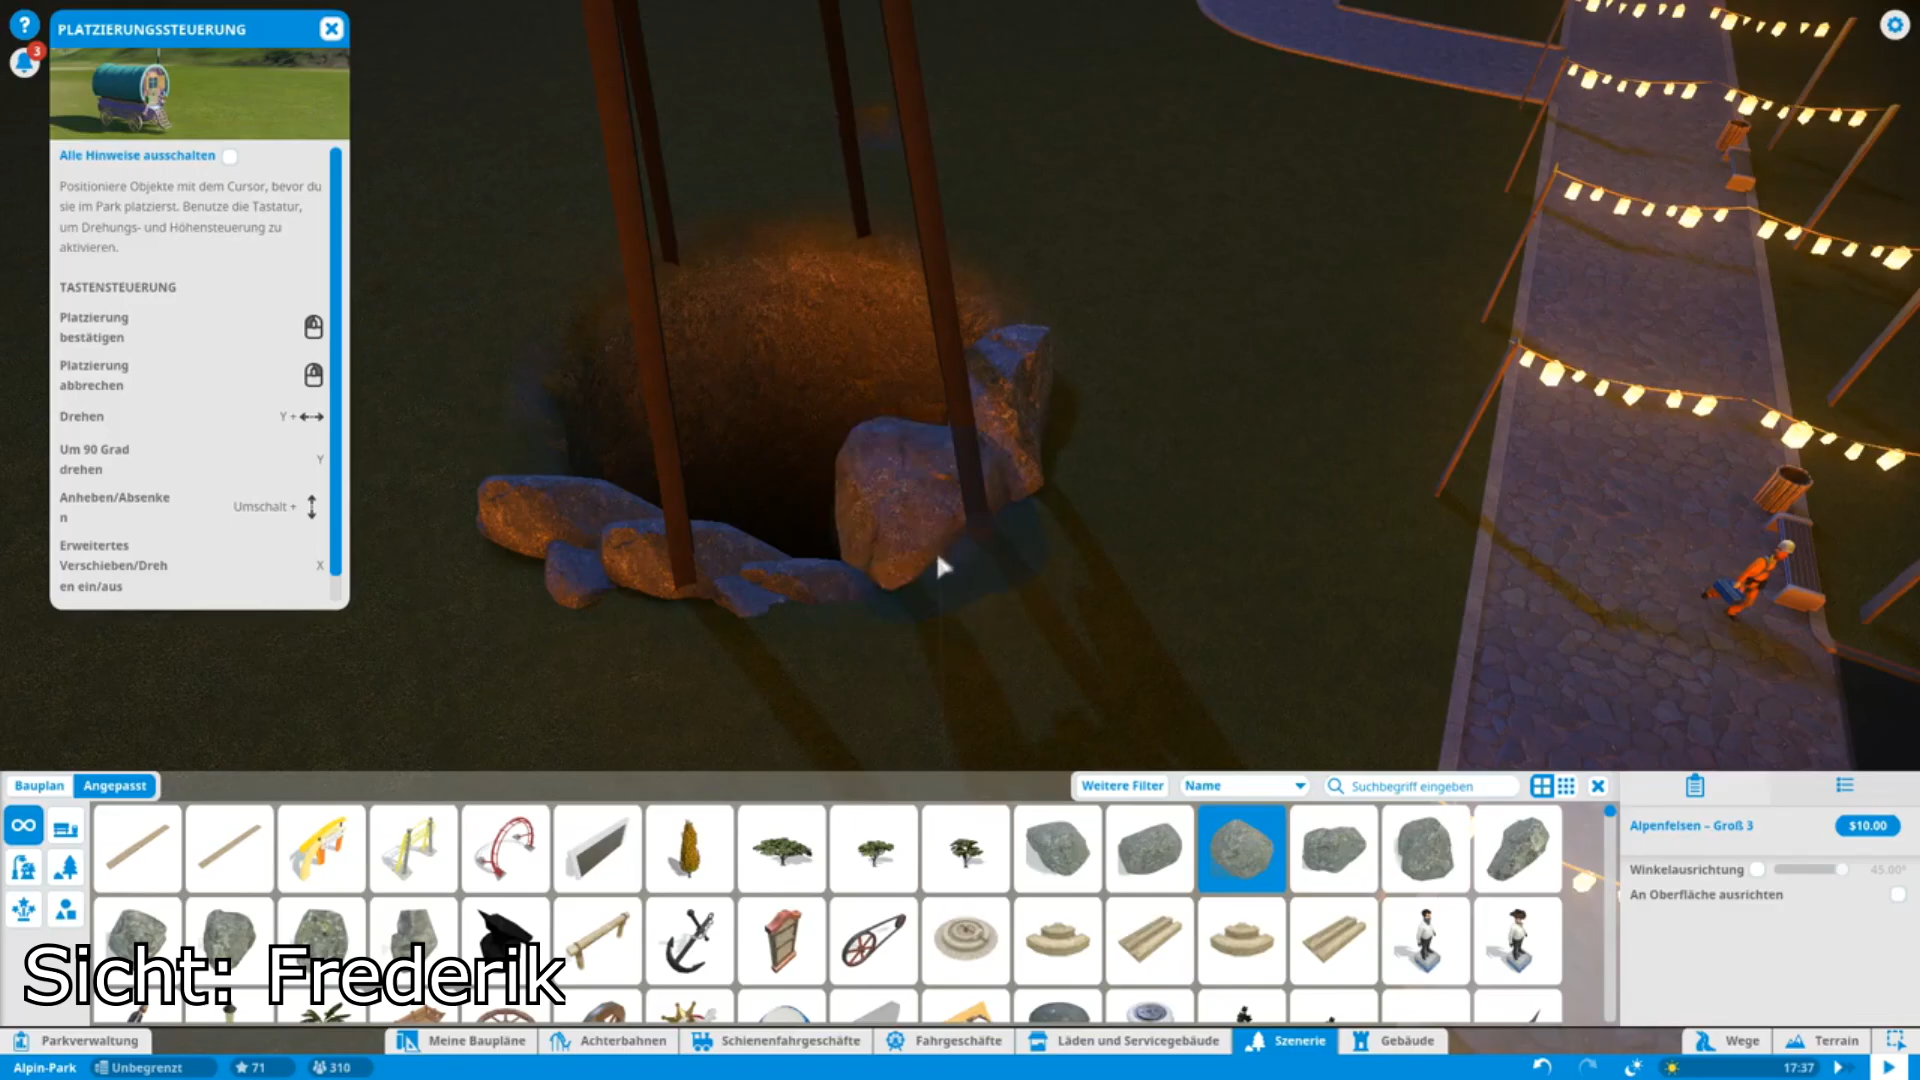 PLATZIERUNGSSTEUERUNG
3
Alle Hinweise ausschalten
Positioniere Objekte mit dem Cursor, bevor du
sie im Park platzierst. Benutze die Tastatur,
um Drehungs- und Höhensteuerung zu
aktivieren.
TASTENSTEUERUNG
Platzierung
bestätigen
Platzierung
abbrechen
Drehen Y +
Um 90 Grad
drehen Y
Anheben/Absenke
n Umschalt +
Erweitertes
Verschieben/Dreh
en ein/aus X
Bauplan Angepasst
Weitere Filter Name Suchbegriff eingeben
Alpenfelsen – Groß 3 $10.00
Winkelausrichtung 45.00°
An Oberfläche ausrichten
Sicht: Frederik
Parkverwaltung Meine Baupläne Achterbahnen Schienenfahrgeschäfte Fahrgeschäfte Läden und Servicegebäude Szenerie Gebäude Wege Terrain
Alpin-Park Unbegrenzt 71 310 17:37